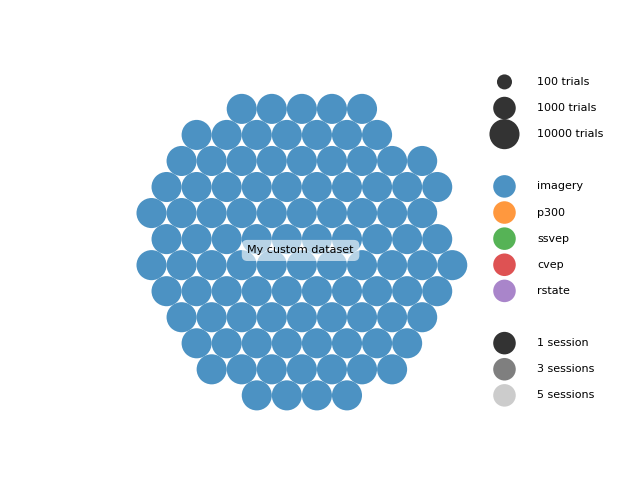 100 trials
1000 trials
10000 trials
imagery
p300
ssvep
My custom dataset
cvep
rstate
1 session
3 sessions
5 sessions